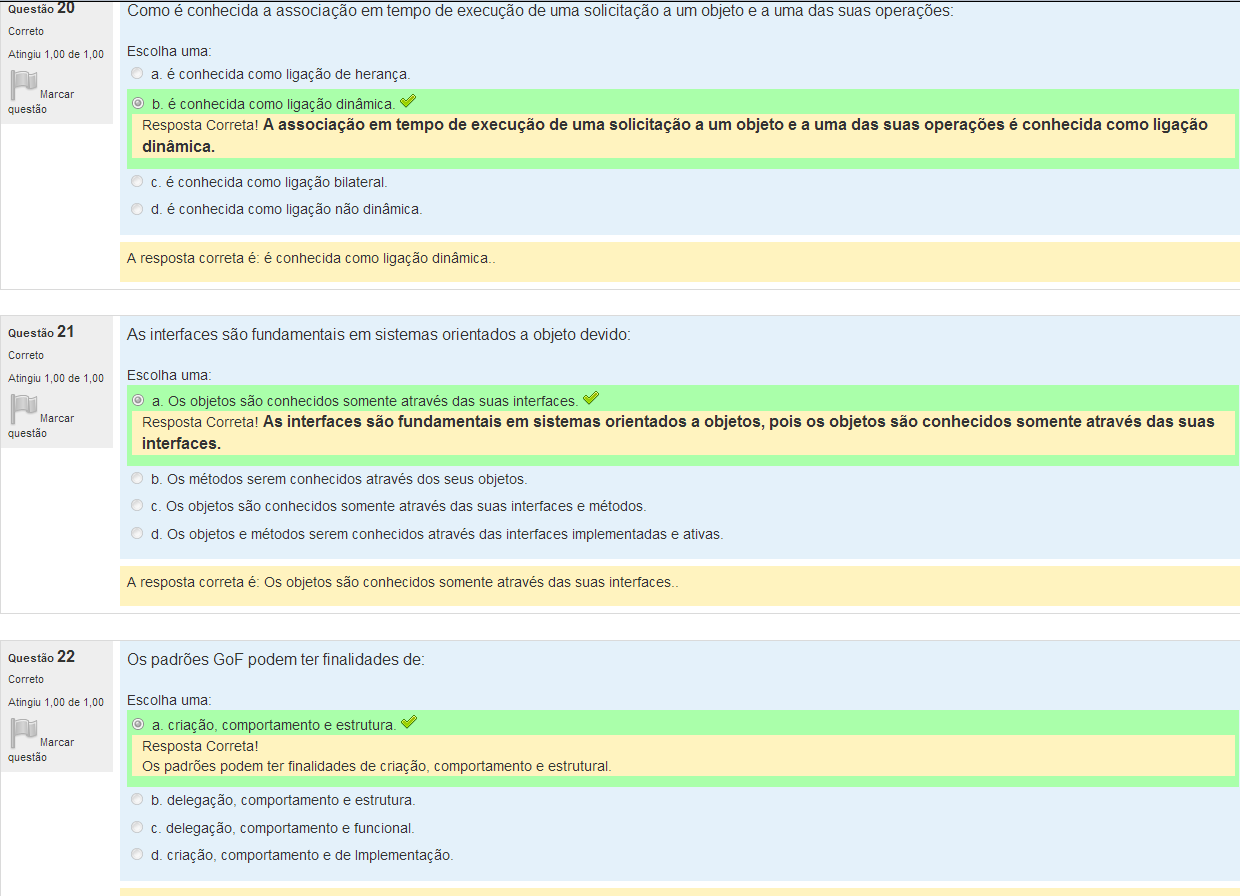 Questão 20
Correto
Atingiu 1,00 de 1,00
Marcar
questão
Como é conhecida a associação em tempo de execução de uma solicitação a um objeto e a uma das suas operações:
Escolha uma:
a. é conhecida como ligação de herança.
b. é conhecida como ligação dinâmica.
Resposta Correta! A associação em tempo de execução de uma solicitação a um objeto e a uma das suas operações é conhecida como ligação
dinâmica.
c. é conhecida como ligação bilateral.
d. é conhecida como ligação não dinâmica.
A resposta correta é: é conhecida como ligação dinâmica..
Questão 21
Correto
Atingiu 1,00 de 1,00
Marcar
questão
As interfaces são fundamentais em sistemas orientados a objeto devido:
Escolha uma:
a. Os objetos são conhecidos somente através das suas interfaces.
Resposta Correta! As interfaces são fundamentais em sistemas orientados a objetos, pois os objetos são conhecidos somente através das suas
interfaces.
b. Os métodos serem conhecidos através dos seus objetos.
c. Os objetos são conhecidos somente através das suas interfaces e métodos.
d. Os objetos e métodos serem conhecidos através das interfaces implementadas e ativas.
A resposta correta é: Os objetos são conhecidos somente através das suas interfaces..
Questão 22
Correto
Atingiu 1,00 de 1,00
Marcar
questão
Os padrões GoF podem ter finalidades de:
Escolha uma:
a. criação, comportamento e estrutura.
Resposta Correta!
Os padrões podem ter finalidades de criação, comportamento e estrutural.
b. delegação, comportamento e estrutura.
c. delegação, comportamento e funcional.
d. criação, comportamento e de Implementação.